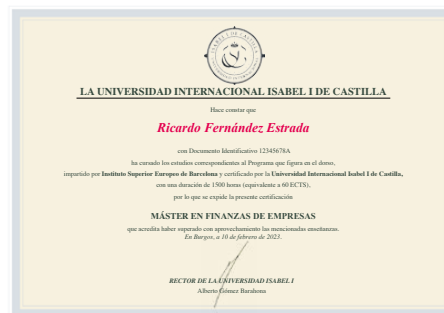 LA UNIVERSIDAD INTERNACIONAL ISABEL I DE CASTILLA
Hace constar que
Ricardo Fernández Estrada
con Documento Identificativo 12345678A
ha cursado los estudios correspondientes al Programa que figura en el dorso,
impartido por Instituto Superior Europeo de Barcelona y certificado por la Universidad Internacional Isabel I de Castilla,
con una duración de 1500 horas (equivalente a 60 ECTS),
por lo que se expide la presente certificación
MÁSTER EN FINANZAS DE EMPRESAS
que acredita haber superado con aprovechamiento las mencionadas enseñanzas.
En Burgos, a 10 de febrero de 2023.
RECTOR DE LA UNIVERSIDAD ISABEL I
Alberto Gómez Barahona